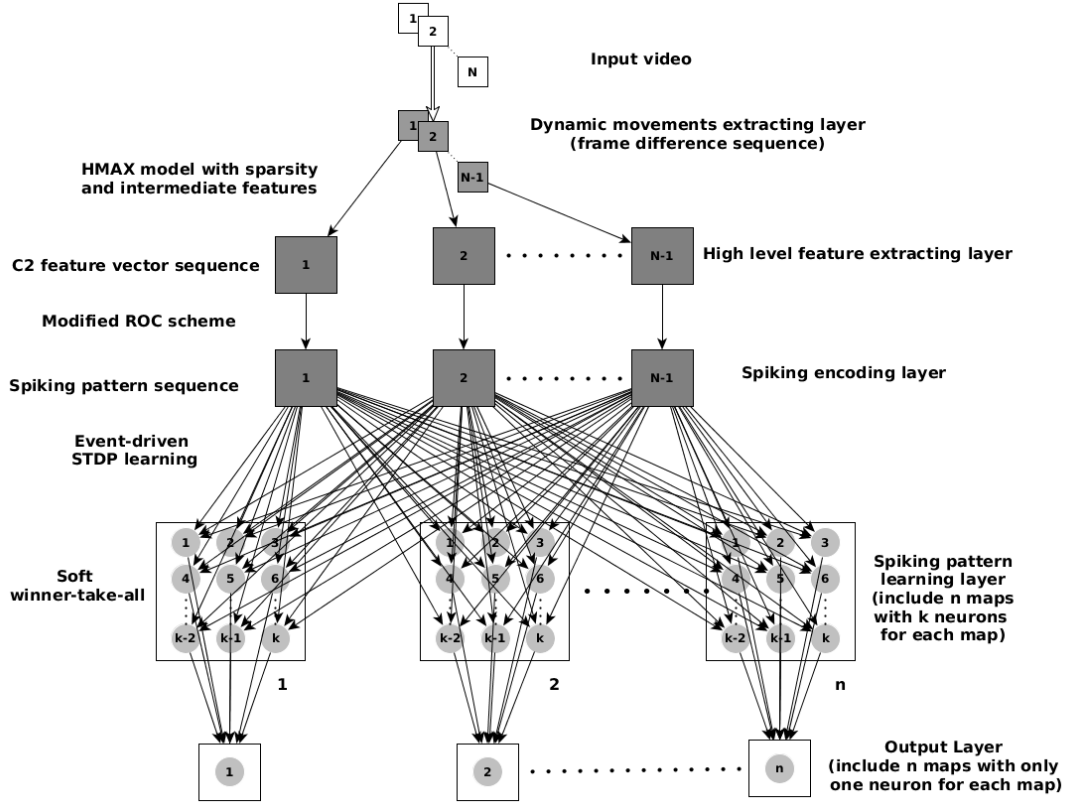 1
2
N
Input video
1
2
N-1
Dynamic movements extracting layer
(frame difference sequence)
HMAX model with sparsity
and intermediate features
C2 feature vector sequence
1
2
N-1
High level feature extracting layer
Modified ROC scheme
Spiking pattern sequence
1
2
N-1
Spiking encoding layer
Event-driven
STDP learning
Soft
winner-take-all
1 2 3
4 5 6
k-2 k-1 k
1
1 2 3
4 5 6
k-2 k-1 k
2
1 2 3
4 5 6
k-2 k-1 k
n
Spiking pattern
learning layer
(include n maps
with k neurons
for each map)
1
2
n
Output Layer
(include n maps with only
one neuron for each map)